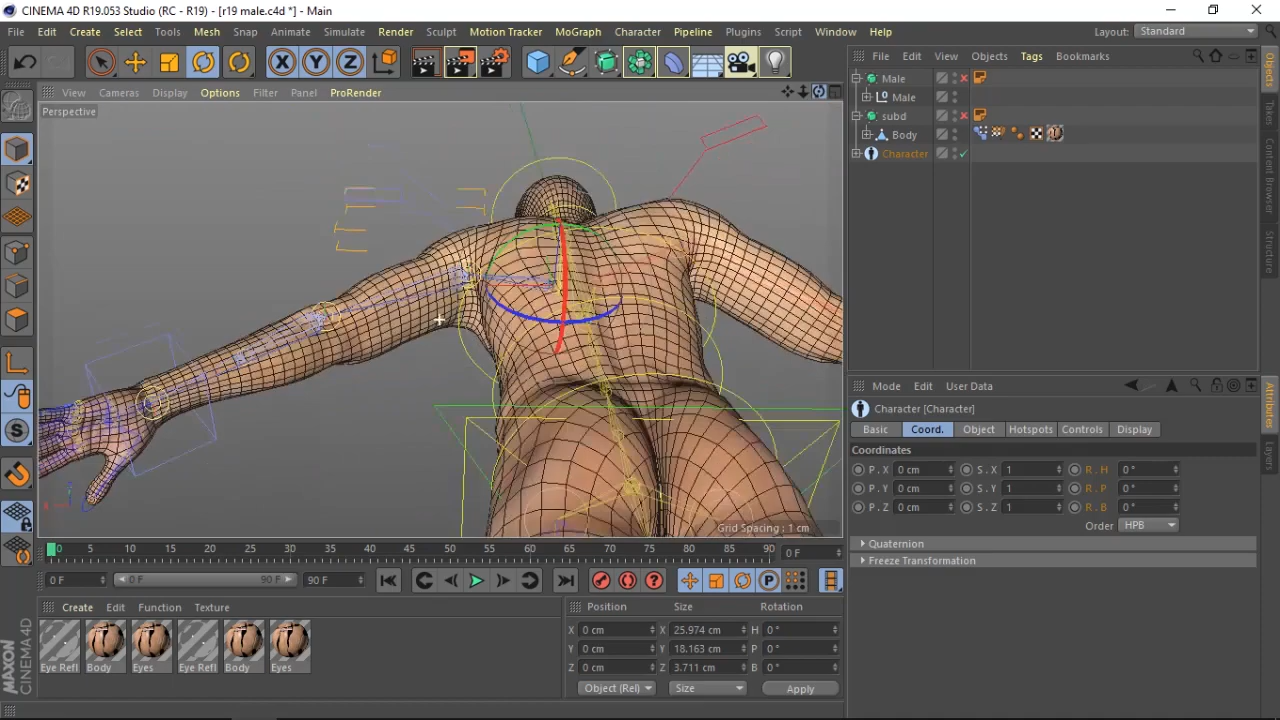 CINEMA 4D R19.053 Studio (RC - R19) - [r19 male.c4d *] - Main
File Edit Create Select Tools Mesh Snap Animate Simulate Render Sculpt Motion Tracker MoGraph Character Pipeline Plugins Script Window Help Layout: Standard
File Edit View Objects Tags Bookmarks
Male
View Cameras Display Options Filter Panel ProRender
Male
Perspective
subd
Body
Character
Objects
Takes
Content Browser
Structure
Grid Spacing : 1 cm
Mode Edit User Data
Character [Character]
Basic Coord. Object Hotspots Controls Display
Coordinates
P . X 0 cm S . X 1 R . H 0 °
P . Y 0 cm S . Y 1 R . P 0 °
P . Z 0 cm S . Z 1 R . B 0 °
Order HPB
Quaternion
Freeze Transformation
Attributes
Layers
0 5 10 15 20 25 30 35 40 45 50 55 60 65 70 75 80 85 90 0 F
0 F 0 F 90 F 90 F
Create Edit Function Texture
Eye Refl Body Eyes Eye Refl Body Eyes
Position Size Rotation
X 0 cm X 25.974 cm H 0 °
Y 0 cm Y 18.163 cm P 0 °
Z 0 cm Z 3.711 cm B 0 °
Object (Rel) Size Apply
MAXON
CINEMA 4D